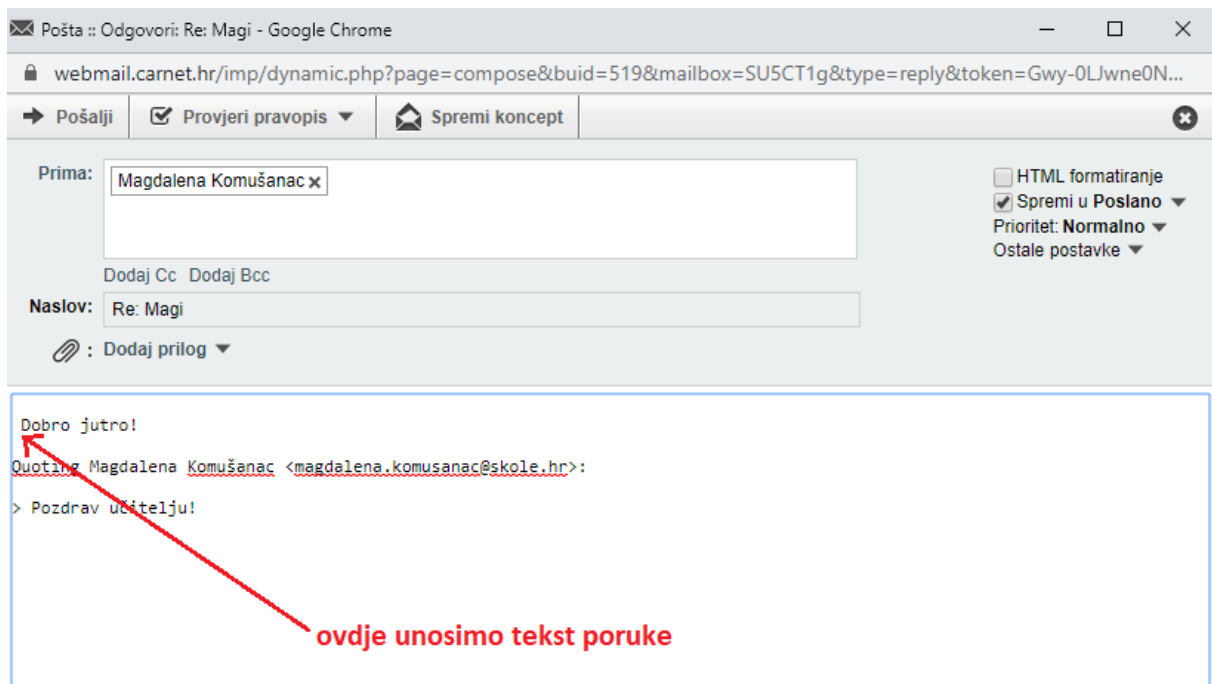 Pošta :: Odgovori: Re: Magi - Google Chrome
webmail.carnet.hr/imp/dynamic.php?page=compose&buid=519&mailbox=SU5CT1g&type=reply&token=Gwy-0LJwne0N...
Pošalji Provjeri pravopis Spremi koncept
Prima: Magdalena Komušanac
HTML formatiranje
Spremi u Poslano
Prioritet: Normalno
Ostale postavke
Dodaj Cc Dodaj Bcc
Naslov: Re: Magi
: Dodaj prilog
Dobro jutro!
Quoting Magdalena Komušanac <magdalena.komusanac@skole.hr>:
> Pozdrav učitelju!
ovdje unosimo tekst poruke